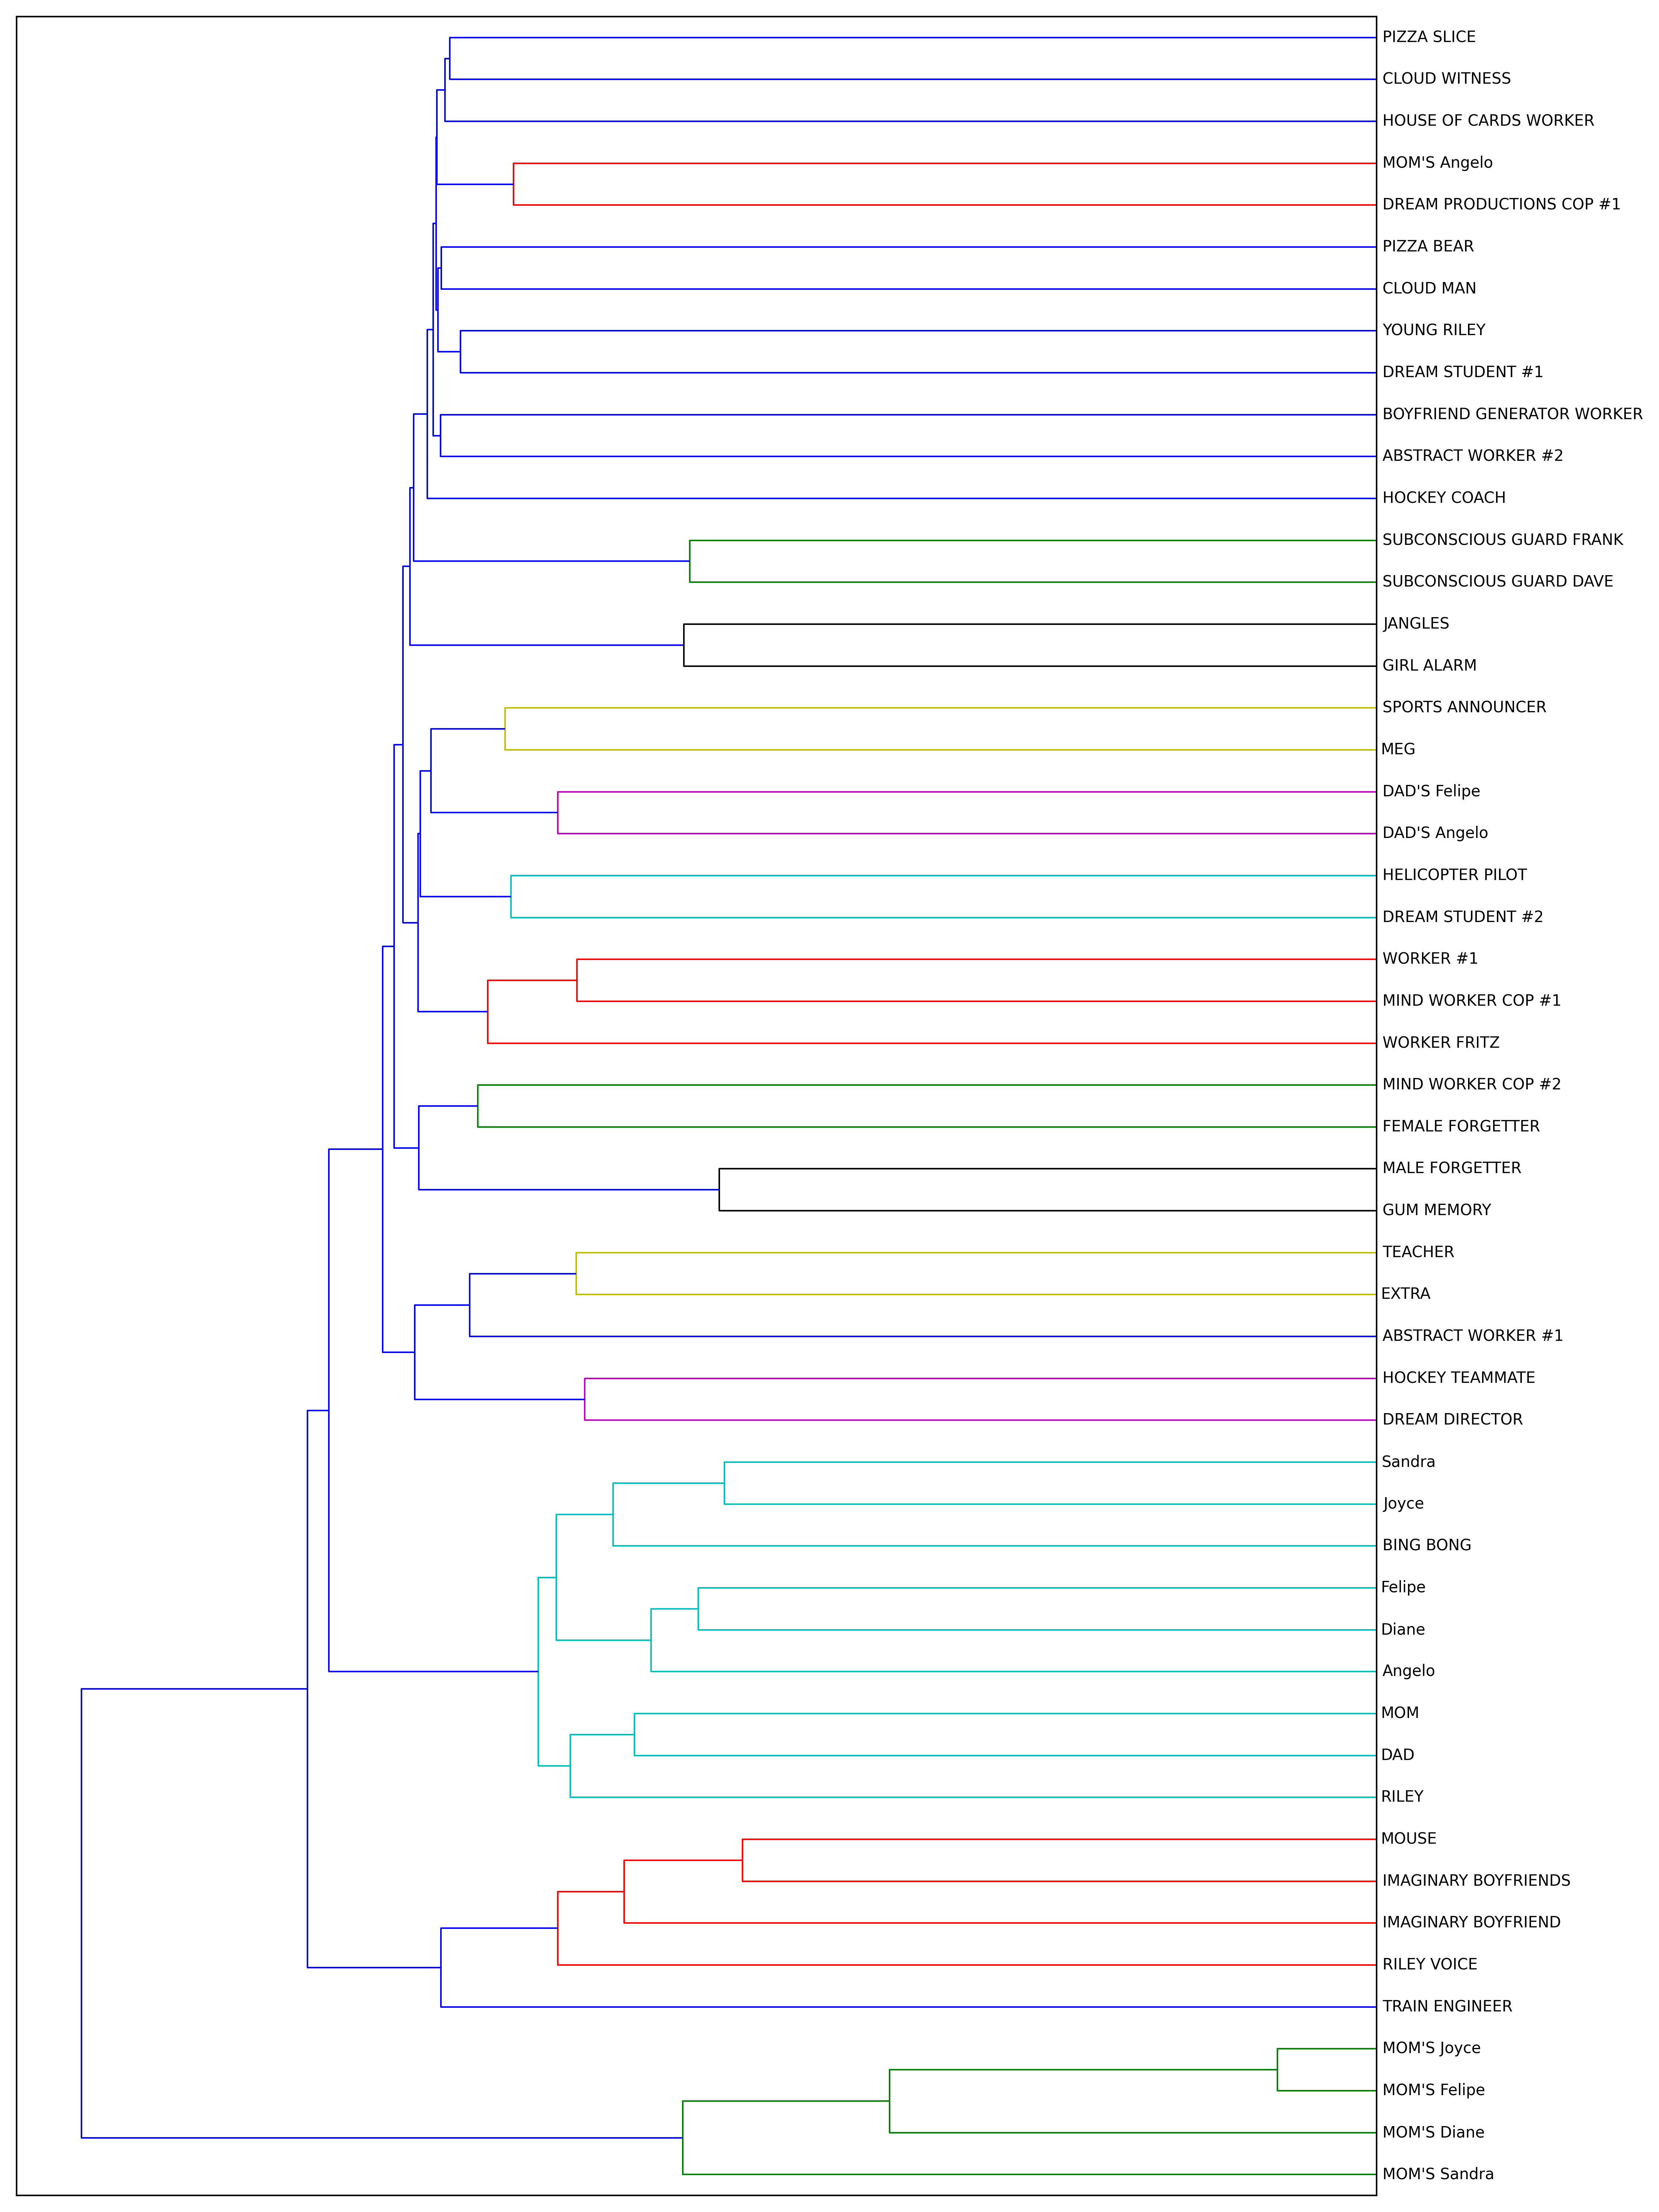 PIZZA SLICE
CLOUD WITNESS
HOUSE OF CARDS WORKER
MOM'S Angelo
DREAM PRODUCTIONS COP #1
PIZZA BEAR
CLOUD MAN
YOUNG RILEY
DREAM STUDENT #1
BOYFRIEND GENERATOR WORKER
ABSTRACT WORKER #2
HOCKEY COACH
SUBCONSCIOUS GUARD FRANK
SUBCONSCIOUS GUARD DAVE
JANGLES
GIRL ALARM
SPORTS ANNOUNCER
MEG
DAD'S Felipe
DAD'S Angelo
HELICOPTER PILOT
DREAM STUDENT #2
WORKER #1
MIND WORKER COP #1
WORKER FRITZ
MIND WORKER COP #2
FEMALE FORGETTER
MALE FORGETTER
GUM MEMORY
TEACHER
EXTRA
ABSTRACT WORKER #1
HOCKEY TEAMMATE
DREAM DIRECTOR
Sandra
Joyce
BING BONG
Felipe
Diane
Angelo
MOM
DAD
RILEY
MOUSE
IMAGINARY BOYFRIENDS
IMAGINARY BOYFRIEND
RILEY VOICE
TRAIN ENGINEER
MOM'S Joyce
MOM'S Felipe
MOM'S Diane
MOM'S Sandra